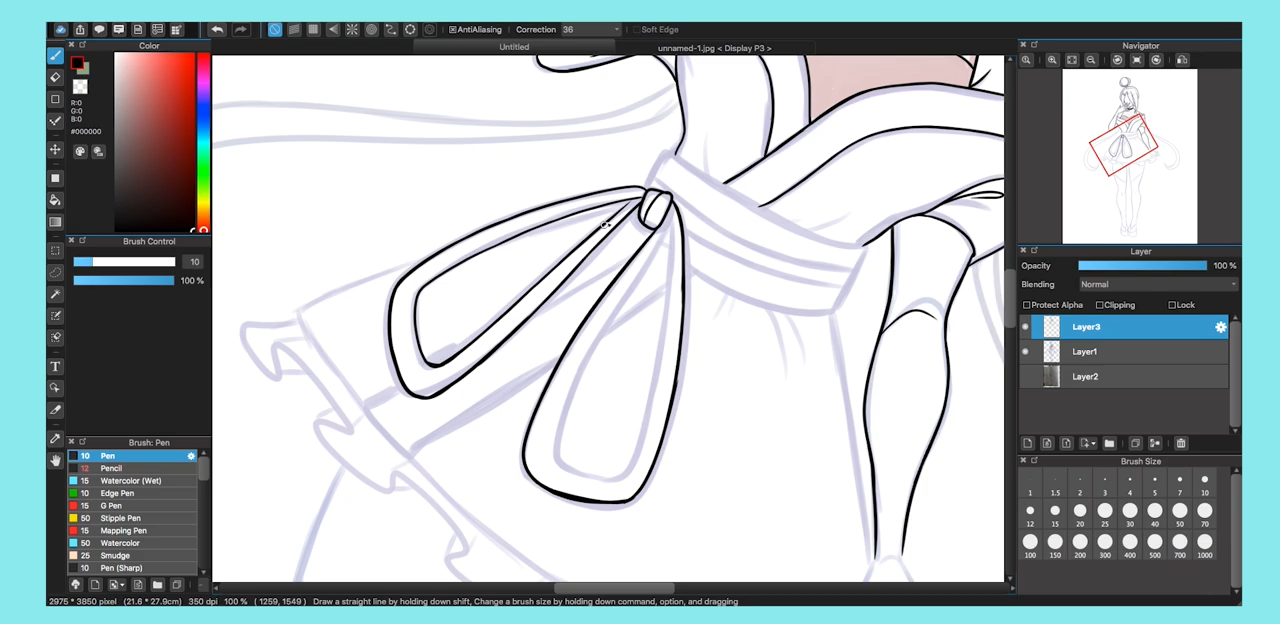 AntiAliasing Correction 36 Soft Edge
Color
Untitled
unnamed-1.jpg < Display P3 >
Navigator
R:0
G:0
B:0
#000000
Brush Control
10
100 %
Brush: Pen
10 Pen
12 Pencil
15 Watercolor (Wet)
10 Edge Pen
15 G Pen
50 Stipple Pen
15 Mapping Pen
50 Watercolor
25 Smudge
10 Pen (Sharp)
Layer
Opacity 100 %
Blending Normal
Protect Alpha Clipping Lock
Layer3
Layer1
Layer2
Brush Size
1 1.5 2 3 4 5 7 10
12 15 20 25 30 40 50 70
100 150 200 300 400 500 700 1000
2975 * 3850 pixel (21.6 * 27.9cm) 350 dpi 100 % ( 1259, 1549 ) Draw a straight line by holding down shift, Change a brush size by holding down command, option, and dragging